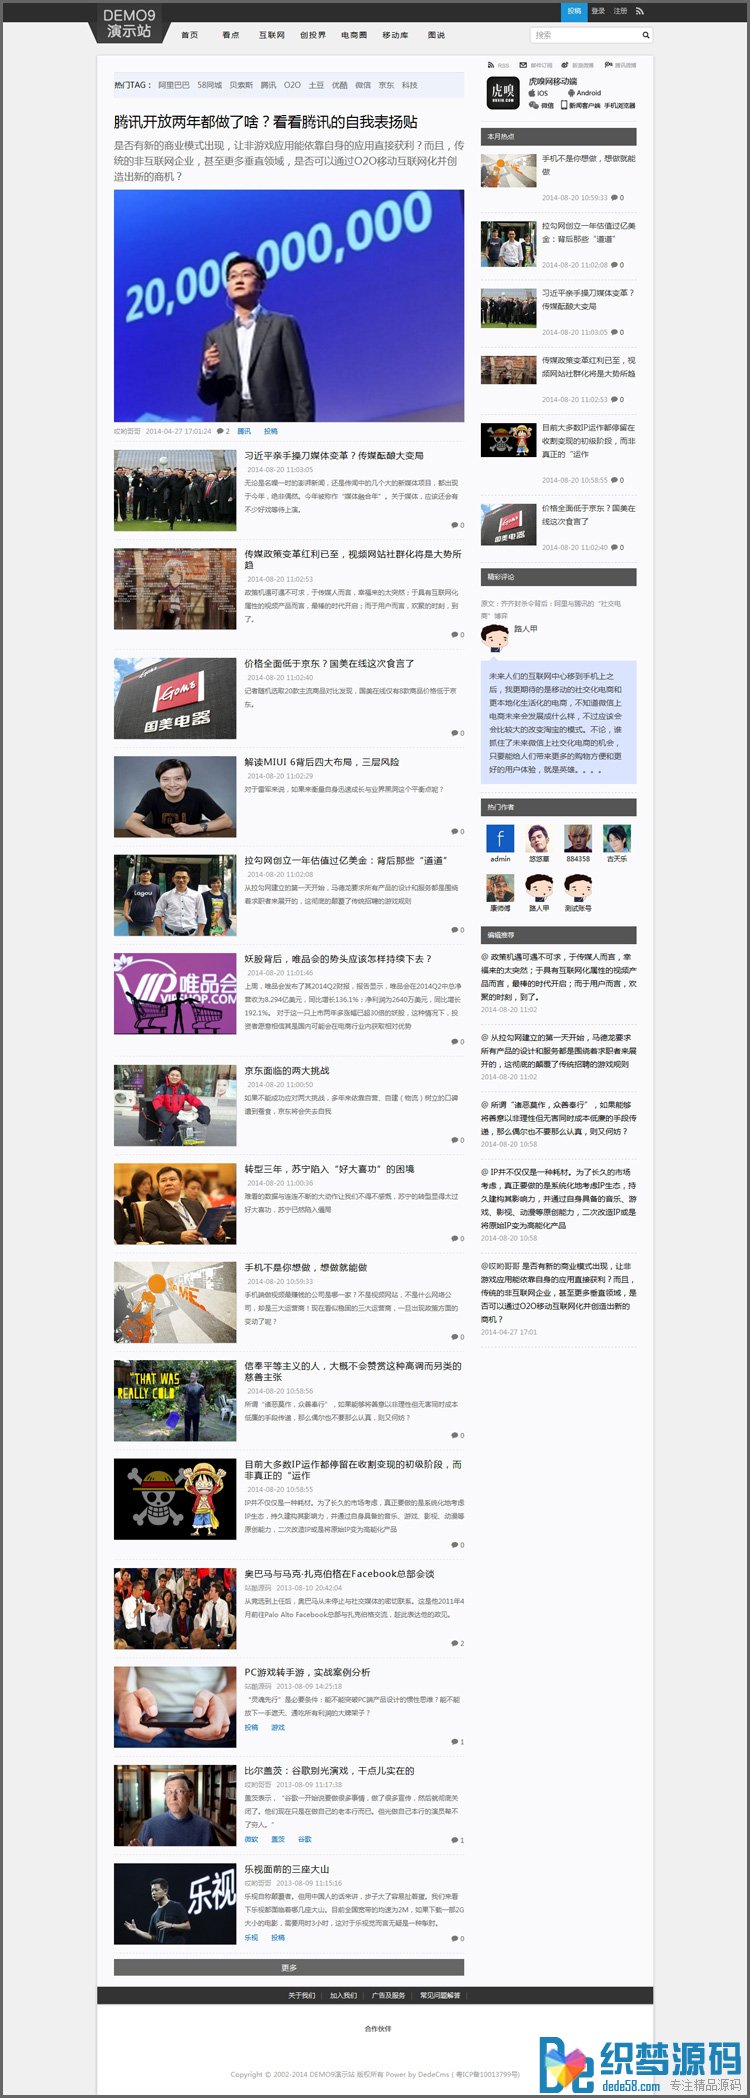 投稿 登录 注册
DEMO9
演示站
首页 看点 互联网 创投界 电商圈 移动库 图说
搜索
热门TAG： 阿里巴巴 58同城 贝索斯 腾讯 O2O 土豆 优酷 微信 京东 科技
腾讯开放两年都做了啥？看看腾讯的自我表扬贴
是否有新的商业模式出现，让非游戏应用能依靠自身的应用直接获利？而且，传
统的非互联网企业，甚至更多垂直领域，是否可以通过O2O移动互联网化并创
造出新的商机？
20,000,000,000
哎哟哥哥 2014-04-27 17:01:24 2 腾讯 投稿
习近平亲手操刀媒体变革？传媒酝酿大变局
2014-08-20 11:03:05
无论是名噪一时的澎湃新闻，还是传闻中的几个大的新媒体项目，都出现
于今年，绝非偶然。今年被称作“媒体融合年”。关于媒体，应该还会有
不少好戏等待上演。
0
传媒政策变革红利已至，视频网站社群化将是大势所
趋
2014-08-20 11:02:53
政策机遇可遇不可求，于传媒人而言，幸福来的太突然；于具有互联网化
属性的视频产品而言，最棒的时代开启；而于用户而言，欢聚的时刻，到
了。
0
价格全面低于京东？国美在线这次食言了
2014-08-20 11:02:40
记者随机选取20款主流商品对比发现，国美在线仅有8款商品价格低于京
东。
0
GOME
国美电器
解读MIUI 6背后四大布局，三层风险
2014-08-20 11:02:29
对于雷军来说，如果来衡量自身迅速成长与业界黑洞这个平衡点呢？
0
拉勾网创立一年估值过亿美金：背后那些“道道”
2014-08-20 11:02:08
从拉勾网建立的第一天开始，马德龙要求所有产品的设计和服务都是围绕
着求职者来展开的，这彻底的颠覆了传统招聘的游戏规则
0
Lagou
妖股背后，唯品会的势头应该怎样持续下去？
2014-08-20 11:01:46
上周，唯品会发布了其2014Q2财报，报告显示，唯品会在2014Q2中总净
营收为8.294亿美元，同比增长136.1%；净利润为2640万美元，同比增长
192.1%。 对于这一只上市两年多涨幅已超30倍的妖股，这种情况下，投
资者愿意相信其是国内可能会在电商行业内获取相对优势
0
VIP 唯品会
京东面临的两大挑战
2014-08-20 11:00:50
如果不能成功应对两大挑战，多年来依靠自营、自建（物流）树立的口碑
遭到蚕食，京东将会失去自我
0
转型三年，苏宁陷入“好大喜功”的困境
2014-08-20 11:00:36
难看的数据与连连不断的大动作让我们不得不感慨，苏宁的转型显得太过
好大喜功，苏宁已然陷入僵局
0
手机不是你想做，想做就能做
2014-08-20 10:59:33
手机端做视频最赚钱的公司是哪一家？不是视频网站，不是什么网络公
司，却是三大运营商！现在看似稳固的三大运营商，一旦出现政策方面的
变动了呢？
0
信奉平等主义的人，大概不会赞赏这种高调而另类的
慈善主张
2014-08-20 10:58:56
所谓“诸恶莫作，众善奉行”，如果能够将善意以非理性但无害同时成本
低廉的手段传递，那么偶尔也不要那么认真，则又何妨？
0
"THAT WAS
REALLY COLD"
目前大多数IP运作都停留在收割变现的初级阶段，而
非真正的“运作
2014-08-20 10:58:55
IP并不仅仅是一种耗材。为了长久的市场考虑，真正要做的是系统化地考虑
IP生态，持久建构其影响力，并通过自身具备的音乐、游戏、影视、动漫等
原创能力，二次改造IP或是将原始IP变为高能化产品
0
奥巴马与马克·扎克伯格在Facebook总部会谈
站酷源码 2013-08-10 20:42:04
从竞选到上任后，奥巴马从未停止与社交媒体的密切联系。这是他2011年4
月前往Palo Alto Facebook总部与扎克伯格交流，趁此表达他的政见。
2
PC游戏转手游，实战案例分析
站酷源码 2013-08-09 14:25:18
“灵魂先行”是必要条件：能不能突破PC端产品设计的惯性思维？能不能
放下一手遮天、通吃所有利润的大牌架子？
投稿 游戏
1
比尔盖茨：谷歌别光演戏，干点儿实在的
哎哟哥哥 2013-08-09 11:17:38
盖茨表示，“谷歌一开始说要做很多事情，做了很多宣传，然后就彻底关
闭了。他们现在只是在做自己的老本行而已。但光做自己本行的演员帮不
了穷人。”
微软 盖茨 谷歌
1
乐视面前的三座大山
哎哟哥哥 2013-08-09 11:15:16
乐视自称颠覆者。但用中国人的话来讲，步子大了容易扯着蛋。我们来看
下乐视都面临着哪几座大山。目前全国宽带的均速为2M，如果下载一部2G
大小的电影，需要用时3小时，这对于乐视觉而言无疑是一种掣肘。
乐视 投稿
0
乐视
更多
RSS 邮件订阅 新浪微博 腾讯微博
虎嗅
HUXIU.COM
虎嗅网移动端
iOS Android
微信 新闻客户端 手机浏览器
本月热点
手机不是你想做，想做就能
做
2014-08-20 10:59:33 0
拉勾网创立一年估值过亿美
金：背后那些“道道”
2014-08-20 11:02:08 0
习近平亲手操刀媒体变革？
传媒酝酿大变局
2014-08-20 11:03:05 0
传媒政策变革红利已至，视
频网站社群化将是大势所趋
2014-08-20 11:02:53 0
目前大多数IP运作都停留在
收割变现的初级阶段，而非
真正的“运作
2014-08-20 10:58:55 0
价格全面低于京东？国美在
线这次食言了
2014-08-20 11:02:40 0
精彩评论
原文：齐齐封杀令背后：阿里与腾讯的“社交电
商”博弈
路人甲
未来人们的互联网中心移到手机上之
后，我更期待的是移动的社交化电商和
更本地化生活化的电商，不知道微信上
电商未来会发展成什么样，不过应该会
会比较大的改变淘宝的模式。不论，谁
抓住了未来微信上社交化电商的机会，
只要能给人们带来更多的购物方便和更
好的用户体验，就是英雄。。。。
热门作者
admin 悠悠草 884358 古天乐
康师傅 路人甲 测试账号
编辑推荐
@ 政策机遇可遇不可求，于传媒人而言，幸
福来的太突然；于具有互联网化属性的视频产
品而言，最棒的时代开启；而于用户而言，欢
聚的时刻，到了。
2014-08-20 11:02
@ 从拉勾网建立的第一天开始，马德龙要求
所有产品的设计和服务都是围绕着求职者来展
开的，这彻底的颠覆了传统招聘的游戏规则
2014-08-20 11:02
@ 所谓“诸恶莫作，众善奉行”，如果能够
将善意以非理性但无害同时成本低廉的手段传
递，那么偶尔也不要那么认真，则又何妨？
2014-08-20 10:58
@ IP并不仅仅是一种耗材。为了长久的市场
考虑，真正要做的是系统化地考虑IP生态，持
久建构其影响力，并通过自身具备的音乐、游
戏、影视、动漫等原创能力，二次改造IP或是
将原始IP变为高能化产品
2014-08-20 10:58
@哎哟哥哥 是否有新的商业模式出现，让非
游戏应用能依靠自身的应用直接获利？而且，
传统的非互联网企业，甚至更多垂直领域，是
否可以通过O2O移动互联网化并创造出新的
商机？
2014-04-27 17:01
关于我们 加入我们 广告及服务 常见问题解答
合作伙伴
Copyright © 2002-2014 DEMO9演示站 版权所有 Power by DedeCms ( 粤ICP备10013799号)
织梦源码
dede58.com 专注精品源码